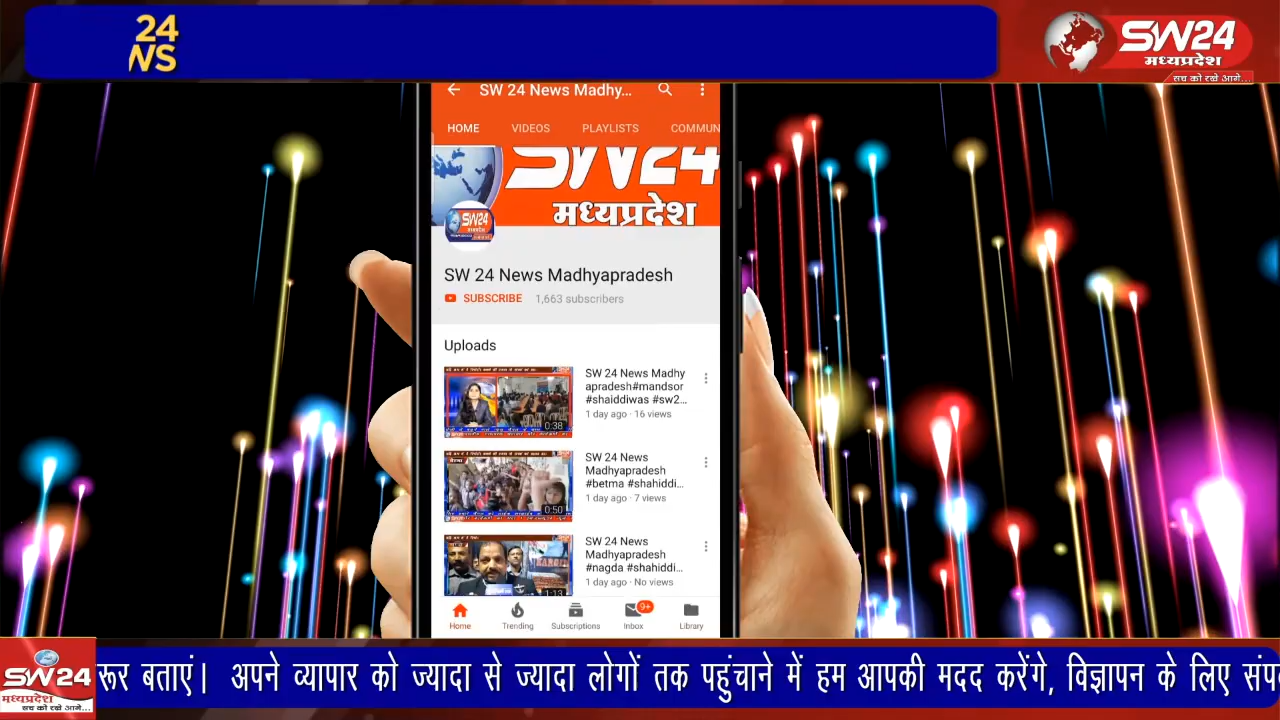 24
WS
SW24
मध्यप्रदेश
सच को रखे आगे...
SW 24 News Madhy...
HOME VIDEOS PLAYLISTS COMMUN
SW24
मध्यप्रदेश
SW24
SW 24 News Madhyapradesh
SUBSCRIBE 1,663 subscribers
Uploads
SW 24 News Madhy
apradesh#mandsor
#shaiddiwas #sw2...
1 day ago · 16 views
0:38
SW 24 News
Madhyapradesh
#betma #shahiddi...
1 day ago · 7 views
0:50
SW 24 News
Madhyapradesh
#nagda #shahiddi...
1 day ago · No views
1:13
9+
Home Trending Subscriptions Inbox Library
SW24
मध्यप्रदेश
सच को रखे आगे...
रूर बताएं। अपने व्यापार को ज्यादा से ज्यादा लोगों तक पहुंचाने में हम आपकी मदद करेंगे, विज्ञापन के लिए संप